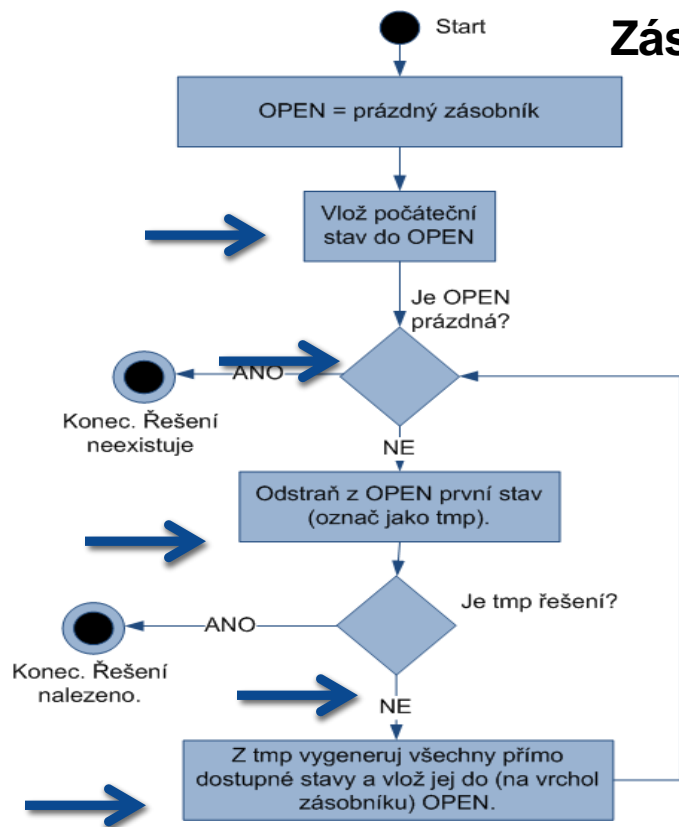 Start
Zás
OPEN = prázdný zásobník
Vlož počáteční
stav do OPEN
Je OPEN
prázdná?
ANO
Konec. Řešení
neexistuje
NE
Odstraň z OPEN první stav
(označ jako tmp).
Je tmp řešení?
ANO
Konec. Řešení
nalezeno.
NE
Z tmp vygeneruj všechny přímo
dostupné stavy a vlož jej do (na vrchol
zásobníku) OPEN.